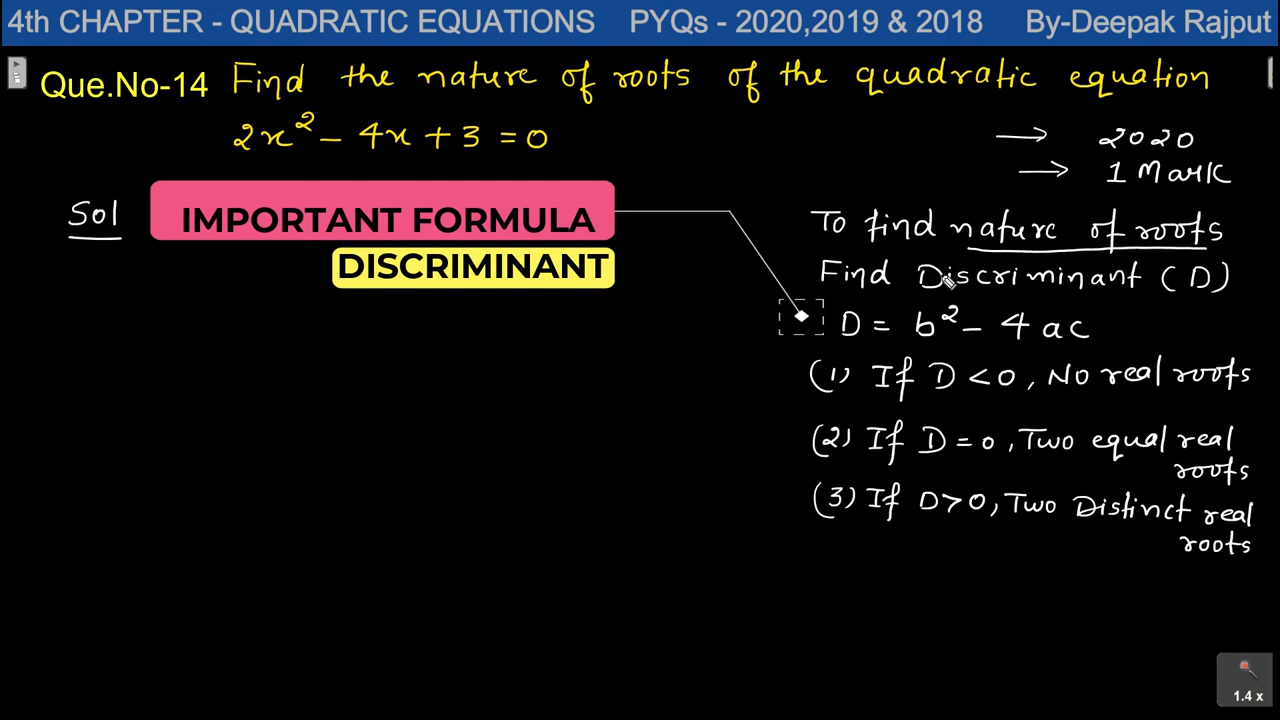 4th CHAPTER - QUADRATIC EQUATIONS PYQs - 2020,2019 & 2018 By-Deepak Rajput
Que.No-14 Find the nature of roots of the quadratic equation
2x² - 4x + 3 = 0
→ 2020
→ 1 Mark
Sol
IMPORTANT FORMULA
DISCRIMINANT
To find nature of roots
Find Discriminant (D)
D = b² - 4ac
(1) If D < 0, No real roots
(2) If D = 0, Two equal real
roots
(3) If D > 0, Two Distinct real
roots
1.4 x